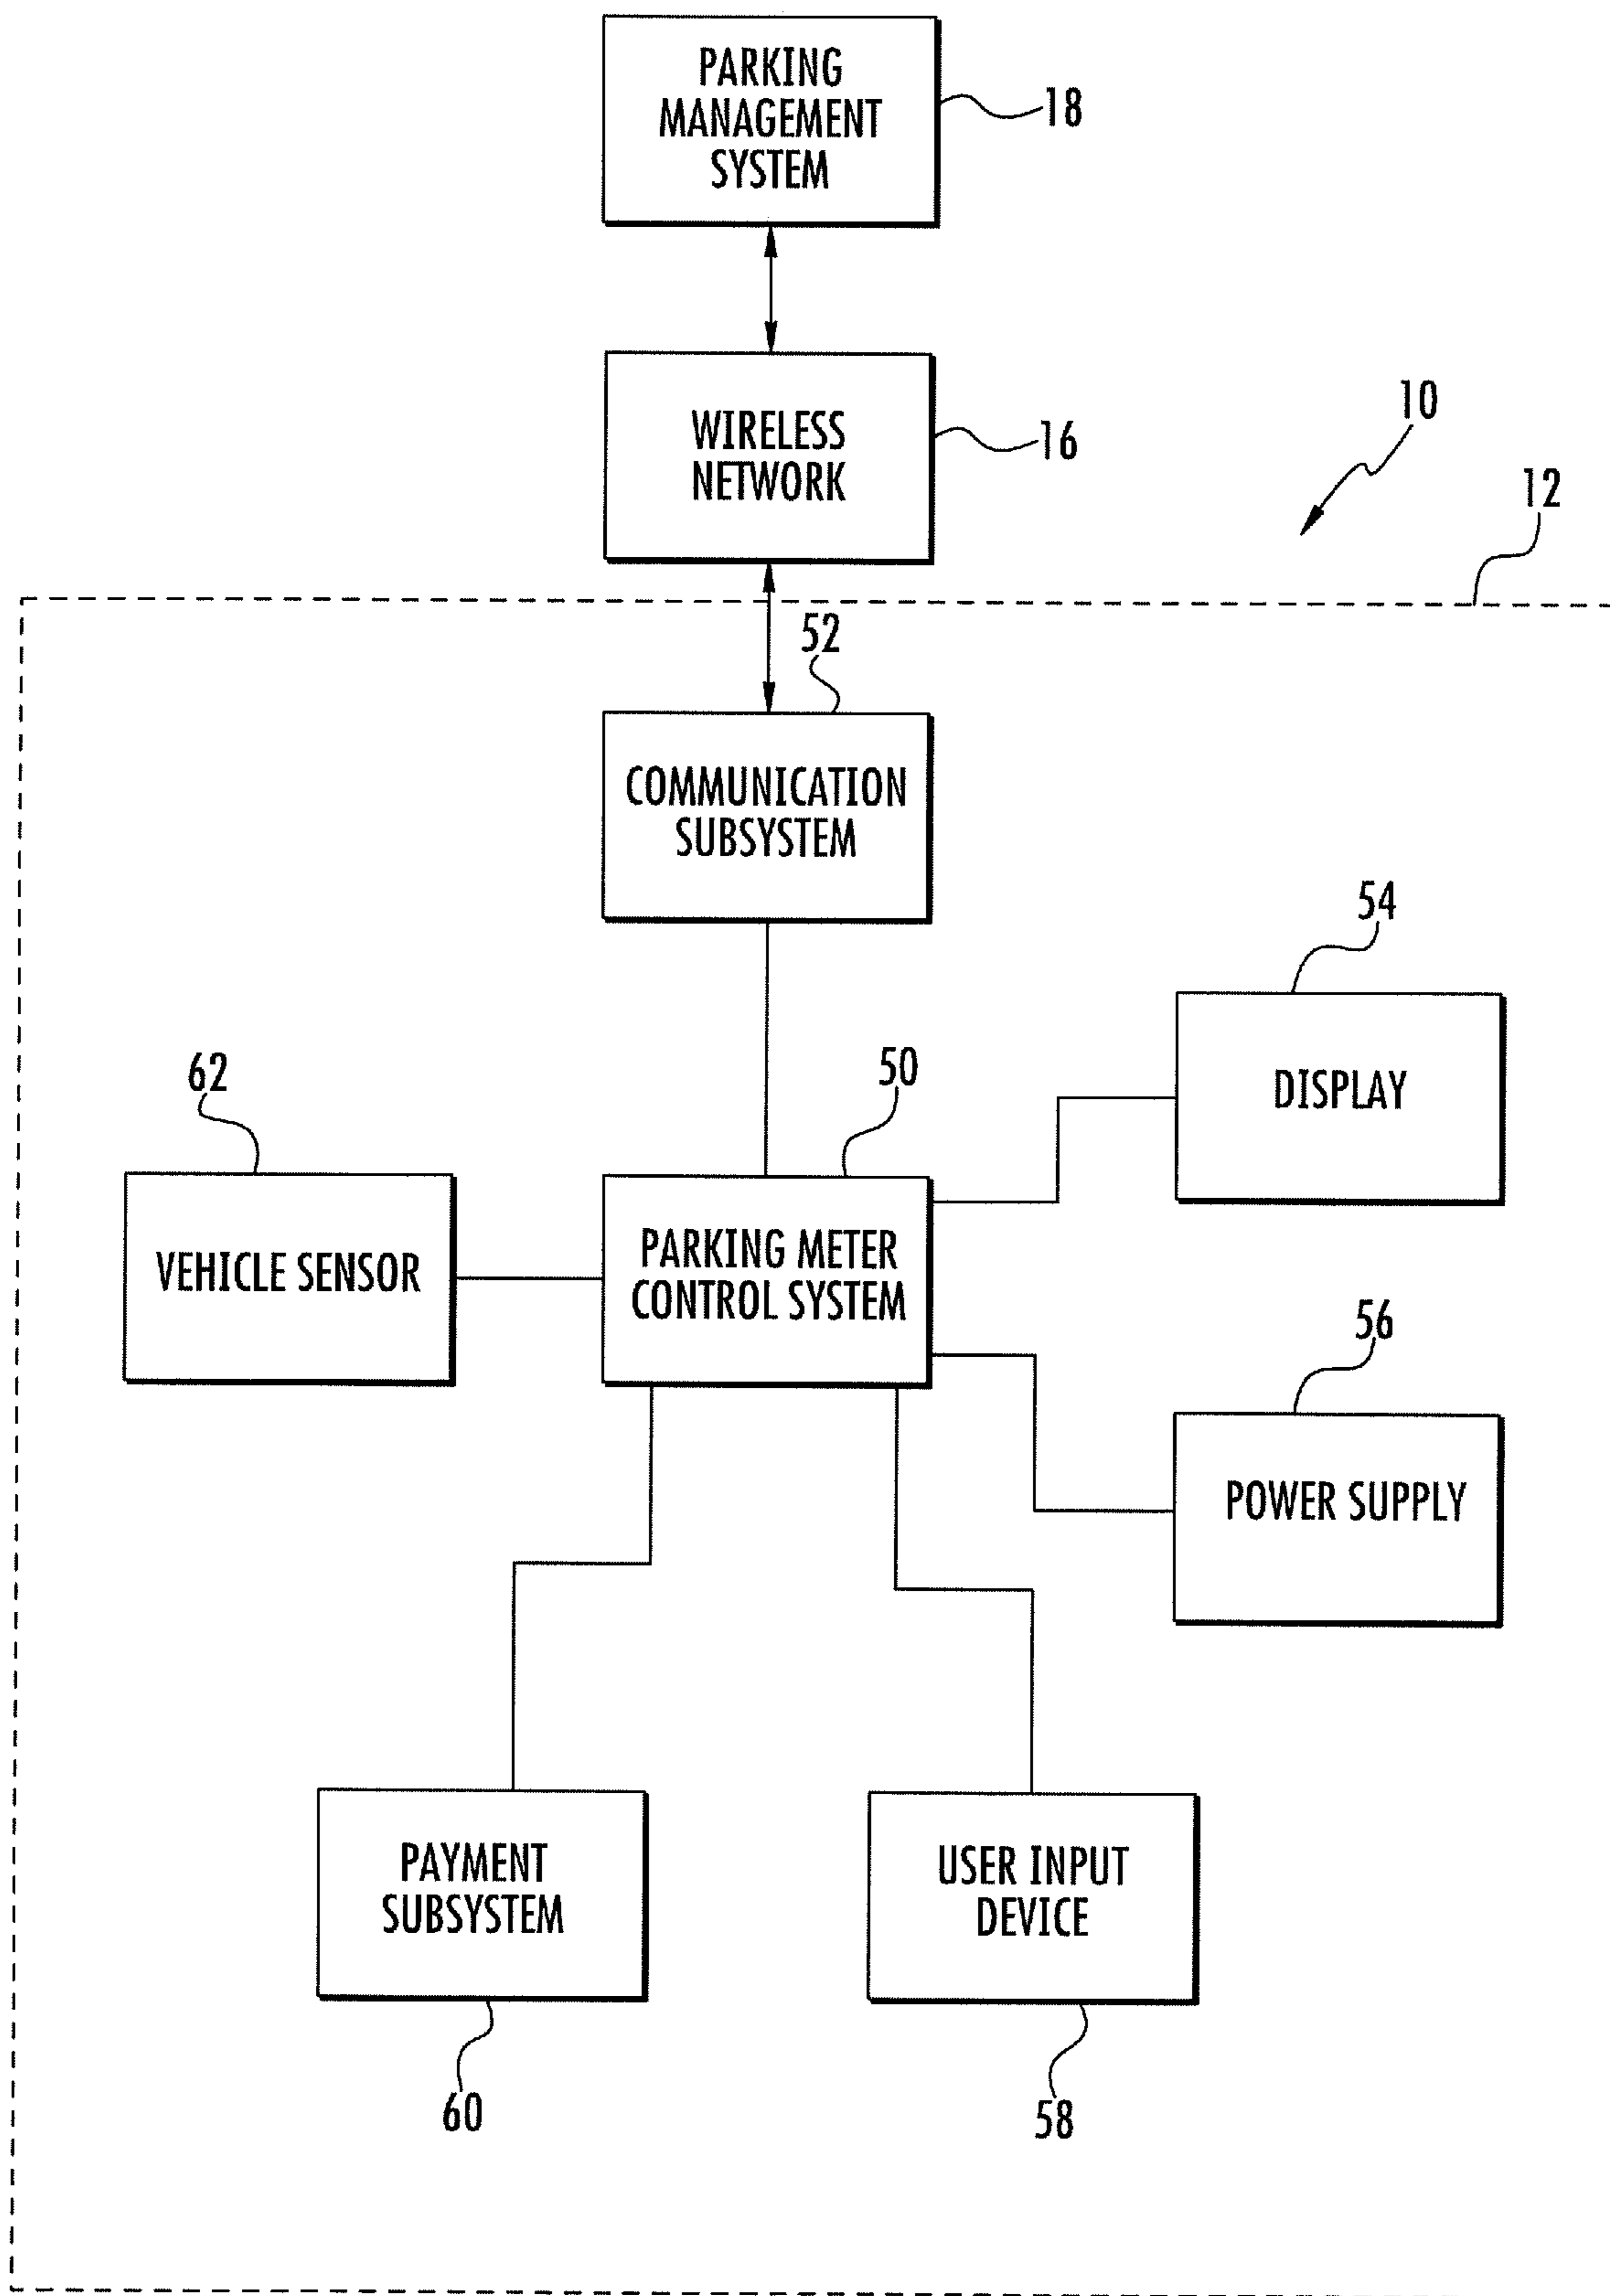 PARKING
MANAGEMENT
SYSTEM
18
WIRELESS
NETWORK
16
10
12
52
COMMUNICATION
SUBSYSTEM
54
DISPLAY
62
50
VEHICLE SENSOR
PARKING METER
CONTROL SYSTEM
56
POWER SUPPLY
PAYMENT
SUBSYSTEM
USER INPUT
DEVICE
60
58